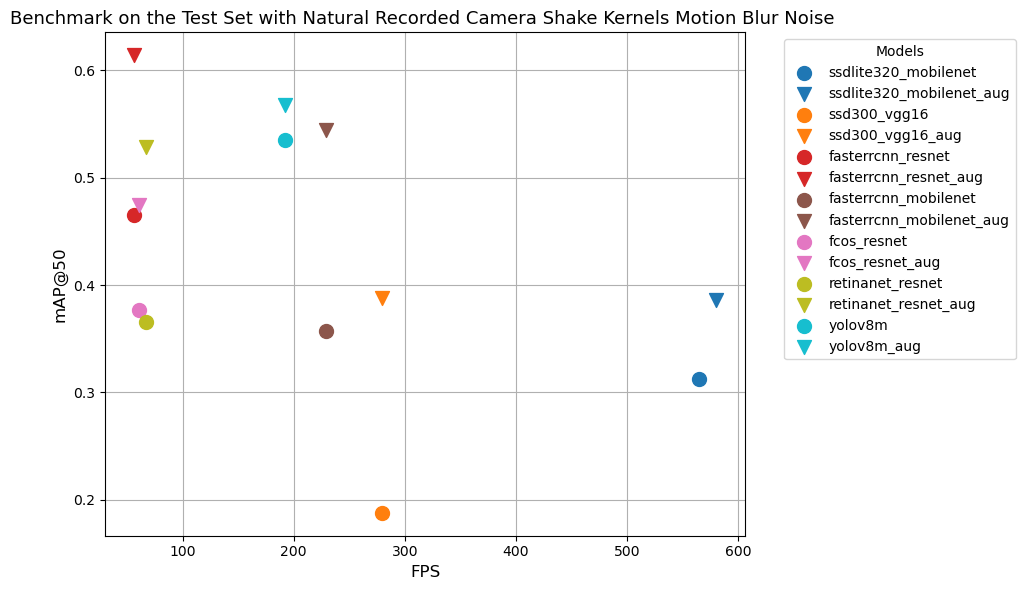 Benchmark on the Test Set with Natural Recorded Camera Shake Kernels Motion Blur Noise
mAP@50
0.6
0.5
0.4
0.3
0.2
100 200 300 400 500 600
FPS
Models
ssdlite320_mobilenet
ssdlite320_mobilenet_aug
ssd300_vgg16
ssd300_vgg16_aug
fasterrcnn_resnet
fasterrcnn_resnet_aug
fasterrcnn_mobilenet
fasterrcnn_mobilenet_aug
fcos_resnet
fcos_resnet_aug
retinanet_resnet
retinanet_resnet_aug
yolov8m
yolov8m_aug